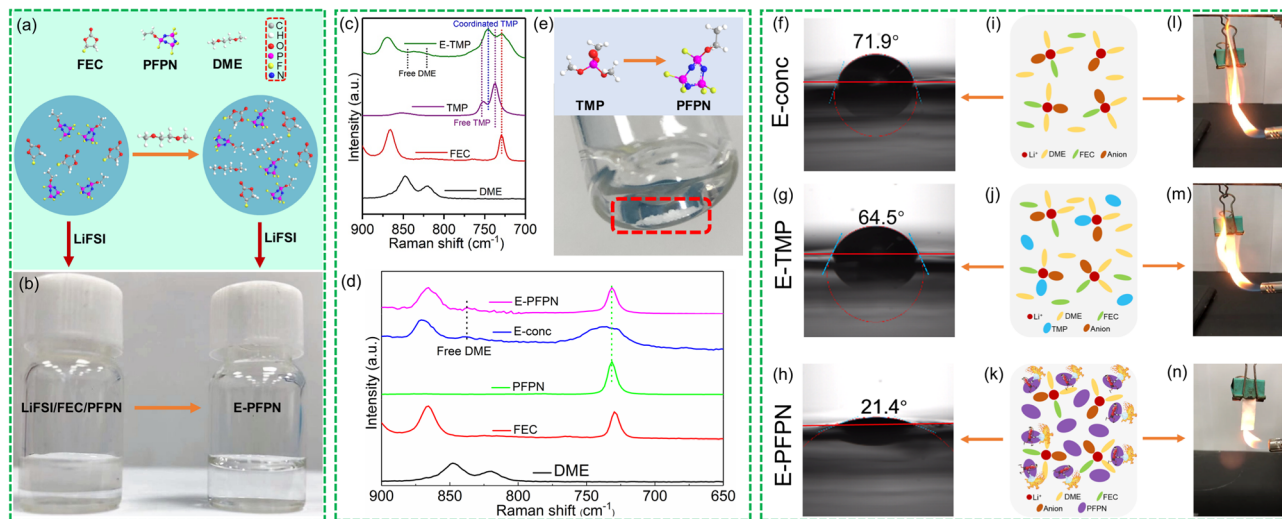 (a)
FEC
PFPN
DME
C
H
O
P
F
N
LiFSI
LiFSI
(b)
LiFSI/FEC/PFPN
E-PFPN
(c)
Coordinated TMP
E-TMP
Free DME
TMP
Free TMP
FEC
DME
Intensity (a.u.)
900 850 800 750 700
Raman shift (cm⁻¹)
(e)
TMP
PFPN
(d)
E-PFPN
E-conc
Free DME
PFPN
FEC
DME
Intensity (a.u.)
900 850 800 750 700 650
Raman shift (cm⁻¹)
E-conc
(f)
71.9°
(i)
Li⁺ DME FEC Anion
(l)
E-TMP
(g)
64.5°
(j)
Li⁺ DME FEC
TMP Anion
(m)
E-PFPN
(h)
21.4°
(k)
Li⁺ DME FEC
Anion PFPN
(n)